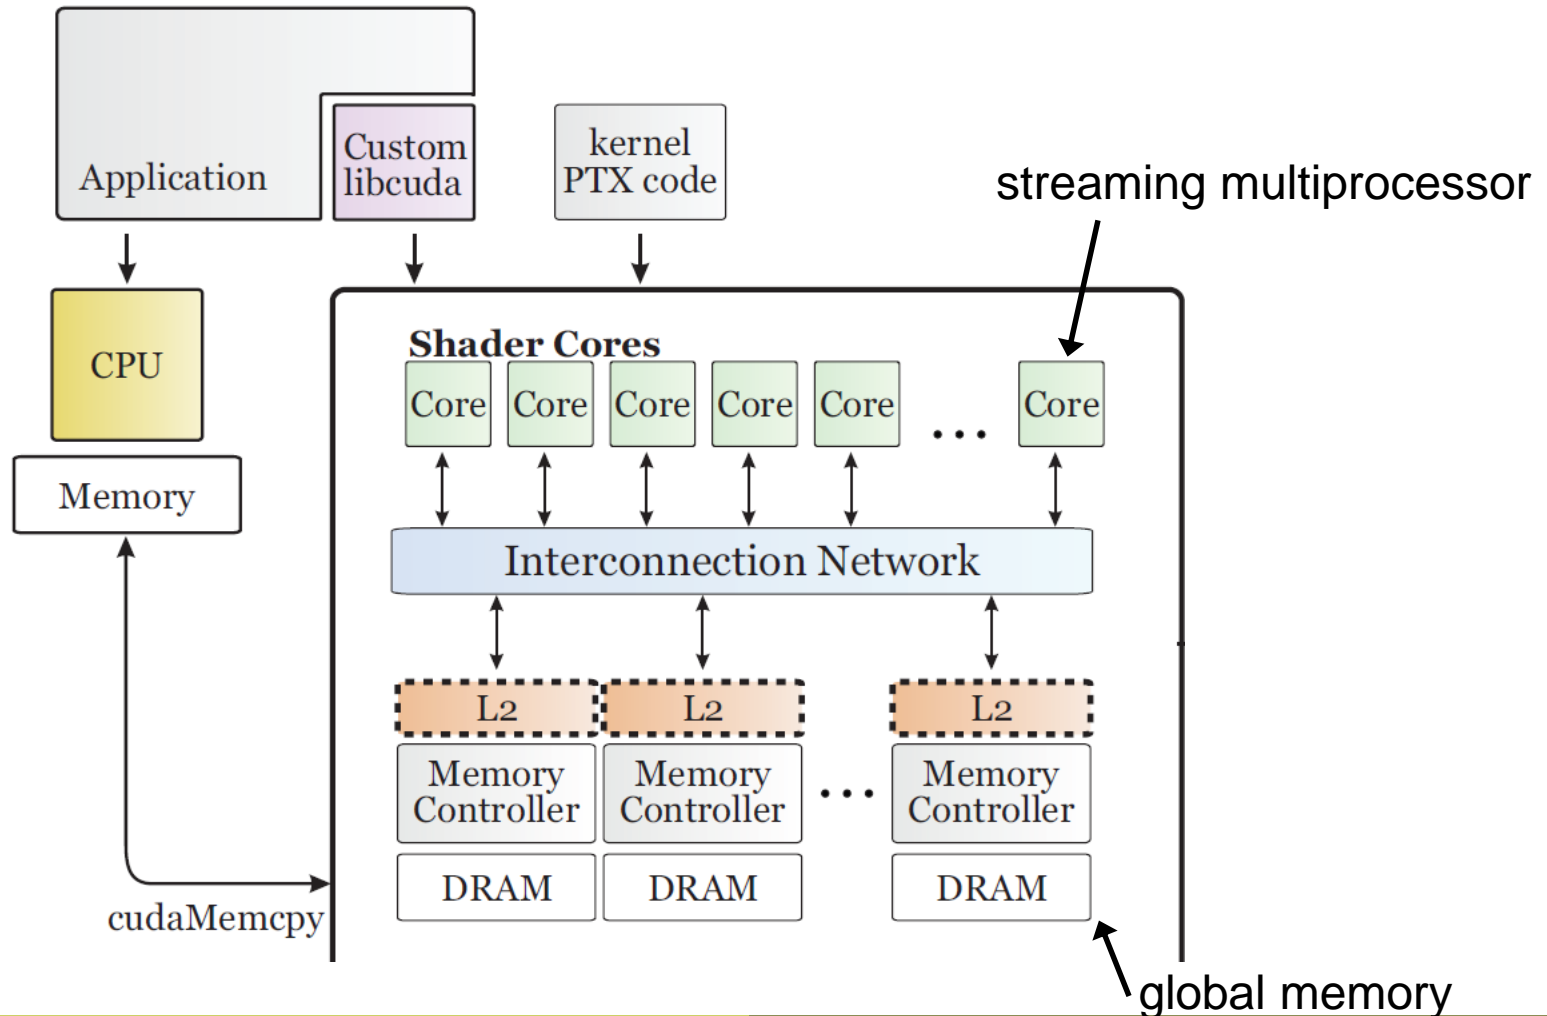 Application
Custom
libcuda
kernel
PTX code
streaming multiprocessor
CPU
Memory
cudaMemcpy
Shader Cores
Core Core Core Core Core ... Core
Interconnection Network
L2 L2 L2
Memory Controller
Memory Controller
...
Memory Controller
DRAM DRAM DRAM
global memory